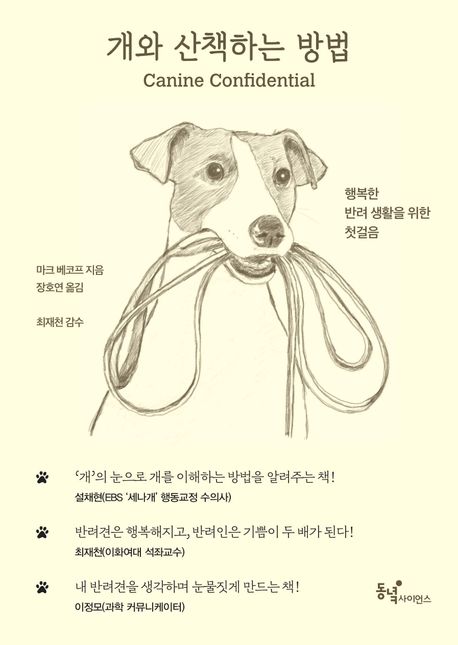 개와 산책하는 방법
Canine Confidential
행복한
반려 생활을 위한
첫걸음
마크 베코프 지음
장호연 옮김
최재천 감수
‘개’의 눈으로 개를 이해하는 방법을 알려주는 책!
설채현(EBS ‘세나개’ 행동교정 수의사)
반려견은 행복해지고, 반려인은 기쁨이 두 배가 된다!
최재천(이화여대 석좌교수)
내 반려견을 생각하며 눈물짓게 만드는 책!
이정모(과학 커뮤니케이터)
동녘사이언스